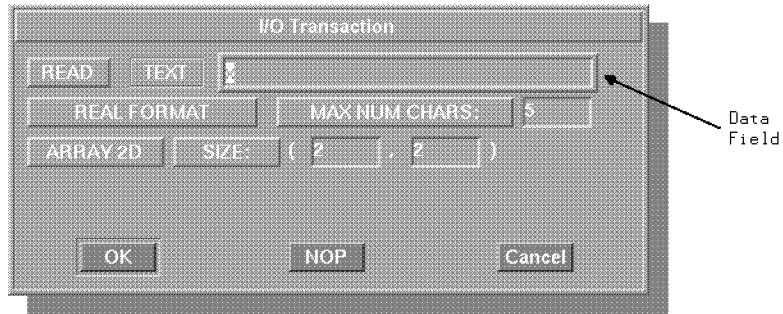 I/O Transaction
READ TEXT x
REAL FORMAT MAX NUM CHARS: 5
ARRAY 2D SIZE: ( 2 , 2 )
OK NOP Cancel
Data
Field